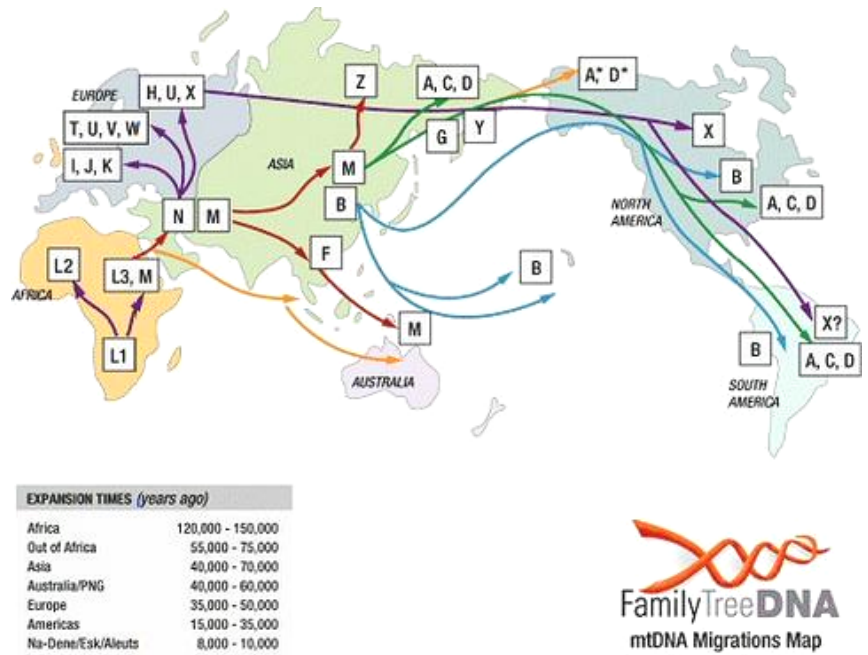 EUROPE
H, U, X
T, U, V, W
I, J, K
Z
A, C, D
A,* D*
G
Y
X
ASIA
M
B
B
NORTH
AMERICA
A, C, D
N
M
F
L2
L3, M
AFRICA
L1
B
M
AUSTRALIA
X?
B
A, C, D
SOUTH
AMERICA
EXPANSION TIMES (years ago)
Africa 120,000 - 150,000
Out of Africa 55,000 - 75,000
Asia 40,000 - 70,000
Australia/PNG 40,000 - 60,000
Europe 35,000 - 50,000
Americas 15,000 - 35,000
Na-Dene/Esk/Aleuts 8,000 - 10,000
FamilyTreeDNA
mtDNA Migrations Map